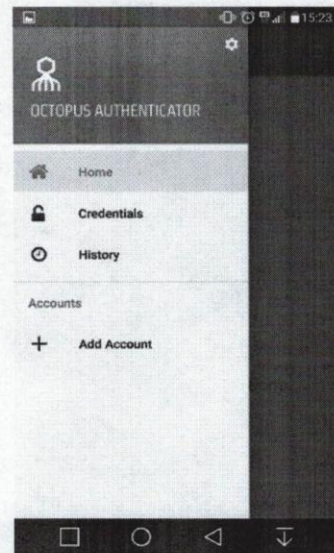 15:23
OCTOPUS AUTHENTICATOR
Home
Credentials
History
Accounts
Add Account